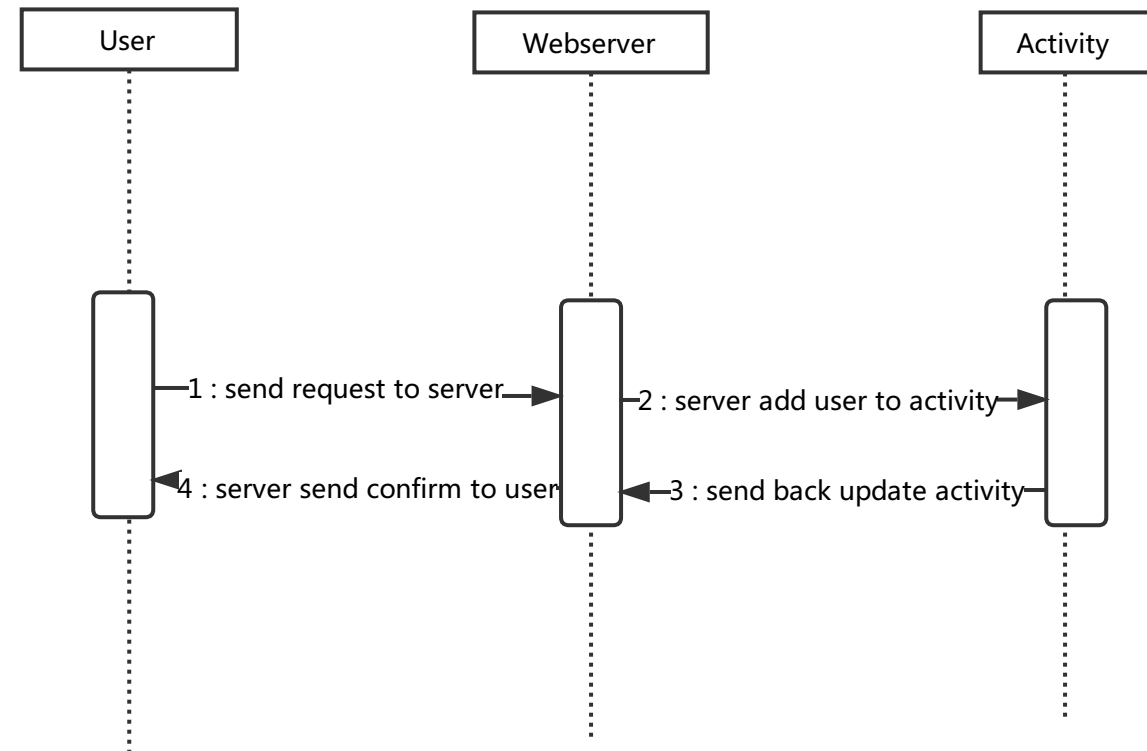 User
Webserver
Activity
1 : send request to server
2 : server add user to activity
4 : server send confirm to user
3 : send back update activity